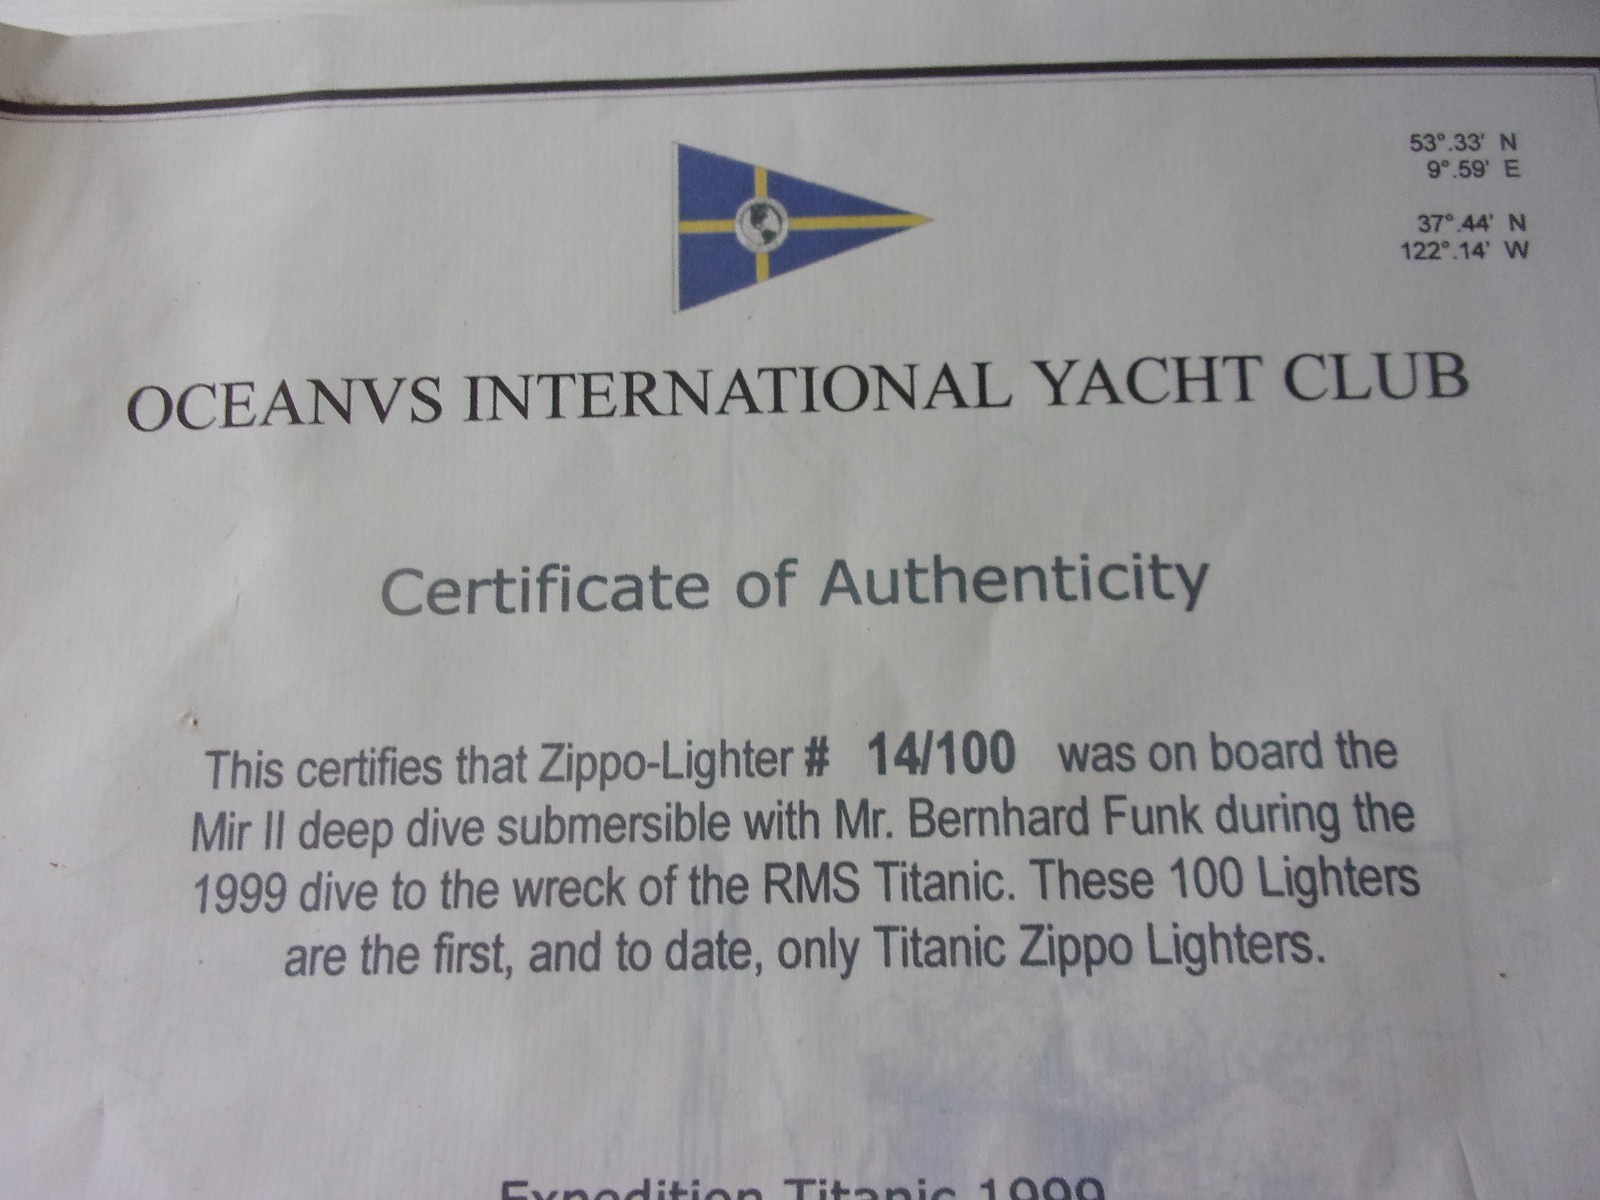 53°.33' N
9°.59' E
37°.44' N
122°.14' W
OCEANVS INTERNATIONAL YACHT CLUB
Certificate of Authenticity
This certifies that Zippo-Lighter # 14/100 was on board the
Mir II deep dive submersible with Mr. Bernhard Funk during the
1999 dive to the wreck of the RMS Titanic. These 100 Lighters
are the first, and to date, only Titanic Zippo Lighters.
Expedition Titanic 1999